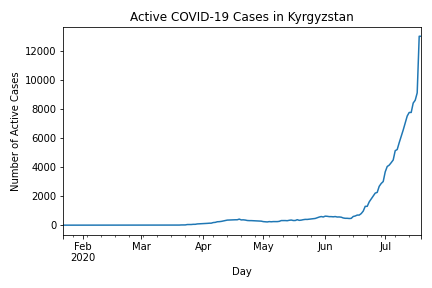 Active COVID-19 Cases in Kyrgyzstan
Number of Active Cases
12000
10000
8000
6000
4000
2000
0
Feb Mar Apr May Jun Jul
2020
Day